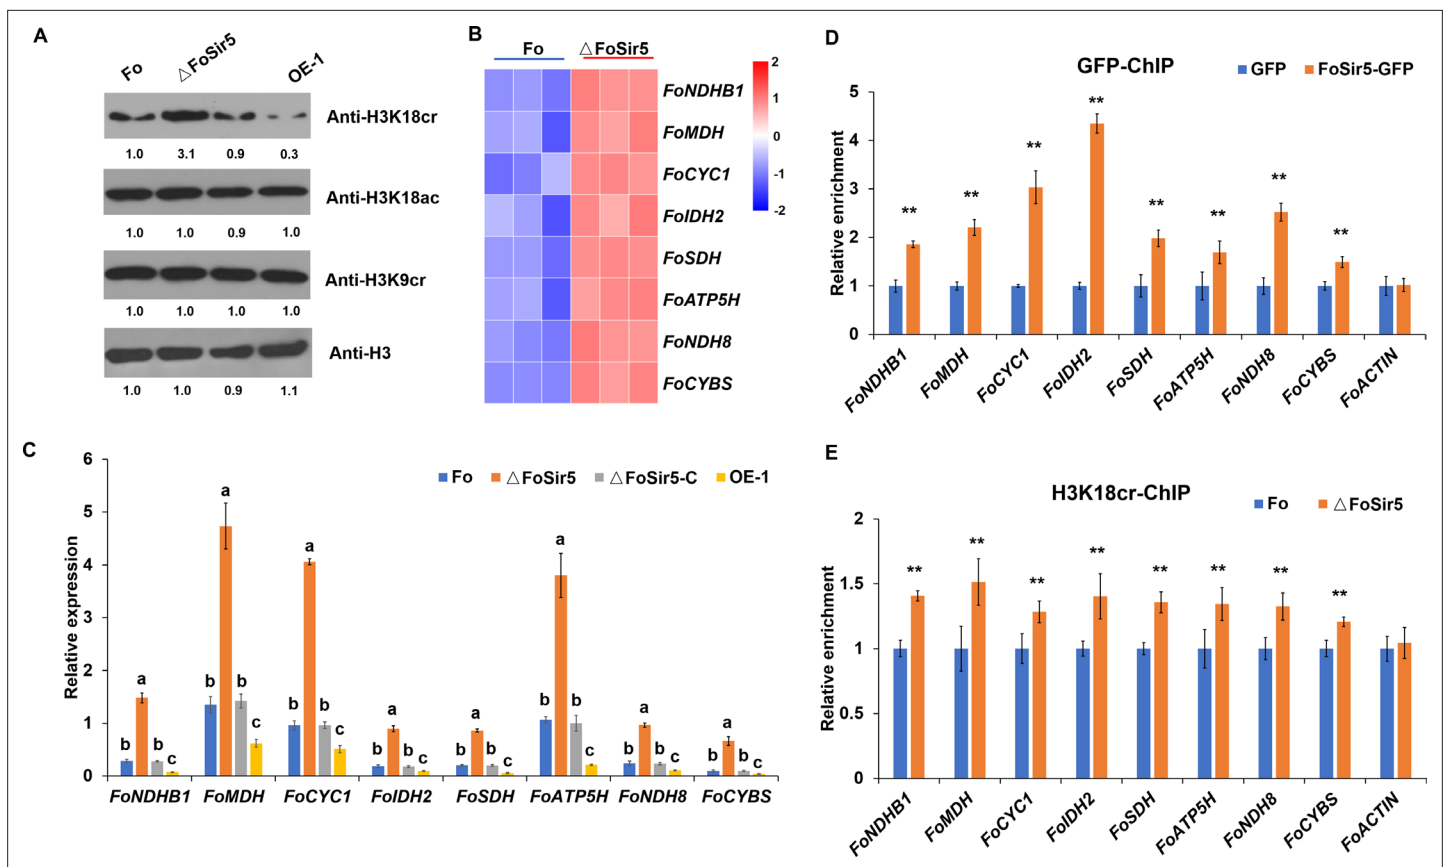 A
Fo
△FoSir5
OE-1
Anti-H3K18cr
1.0 3.1 0.9 0.3
Anti-H3K18ac
1.0 1.0 0.9 1.0
Anti-H3K9cr
1.0 1.0 1.0 1.0
Anti-H3
1.0 1.0 0.9 1.1
B
Fo △FoSir5
FoNDHB1
FoMDH
FoCYC1
FoIDH2
FoSDH
FoATP5H
FoNDH8
FoCYBS
2
1
0
-1
-2
C
Fo △FoSir5 △FoSir5-C OE-1
Relative expression
6
5
4
3
2
1
0
b a b c
b a b c
b a b c
b a b c
b a b c
b a b c
b a b c
b a b c
FoNDHB1 FoMDH FoCYC1 FoIDH2 FoSDH FoATP5H FoNDH8 FoCYBS
D
GFP-ChIP
GFP FoSir5-GFP
Relative enrichment
5
4
3
2
1
0
** ** ** ** ** ** ** **
FoNDHB1 FoMDH FoCYC1 FoIDH2 FoSDH FoATP5H FoNDH8 FoCYBS FoACTIN
E
H3K18cr-ChIP
Fo △FoSir5
Relative enrichment
2
1.5
1
0.5
0
** ** ** ** ** ** ** **
FoNDHB1 FoMDH FoCYC1 FoIDH2 FoSDH FoATP5H FoNDH8 FoCYBS FoACTIN